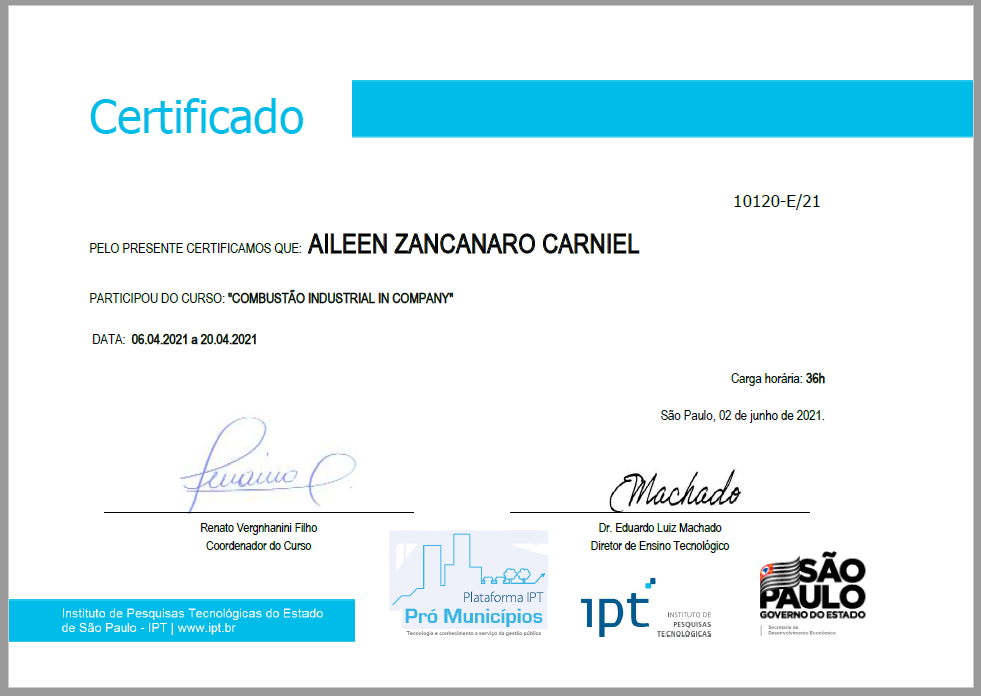 Certificado
10120-E/21
PELO PRESENTE CERTIFICAMOS QUE: AILEEN ZANCANARO CARNIEL
PARTICIPOU DO CURSO: "COMBUSTÃO INDUSTRIAL IN COMPANY"
DATA: 06.04.2021 a 20.04.2021
Carga horária: 36h
São Paulo, 02 de junho de 2021.
Machado
Renato Vergnhanini Filho
Coordenador do Curso
Dr. Eduardo Luiz Machado
Diretor de Ensino Tecnológico
Plataforma IPT
Pró Municípios
Tecnologia e conhecimento a serviço da gestão pública
ipt
INSTITUTO DE
PESQUISAS
TECNOLÓGICAS
SÃO
PAULO
GOVERNO DO ESTADO
Secretaria de
Desenvolvimento Econômico
Instituto de Pesquisas Tecnológicas do Estado
de São Paulo - IPT | www.ipt.br